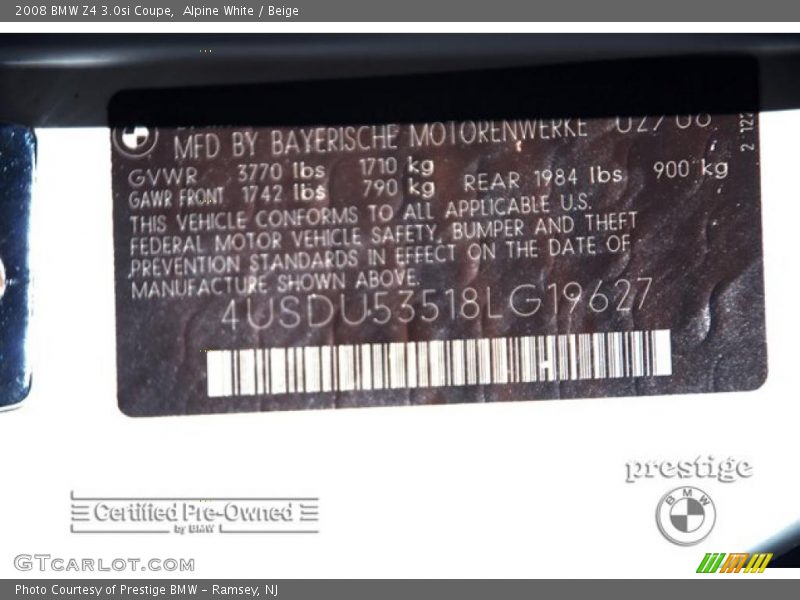 2008 BMW Z4 3.0si Coupe, Alpine White / Beige
MFD BY BAYERISCHE MOTORENWERKE 02/08
GVWR 3770 lbs 1710 kg
GAWR FRONT 1742 lbs 790 kg REAR 1984 lbs 900 kg
THIS VEHICLE CONFORMS TO ALL APPLICABLE U.S.
FEDERAL MOTOR VEHICLE SAFETY, BUMPER AND THEFT
PREVENTION STANDARDS IN EFFECT ON THE DATE OF
MANUFACTURE SHOWN ABOVE.
4USDU53518LG19627
prestige
BMW
Certified Pre-Owned
by BMW
GTCARLOT.COM
Photo Courtesy of Prestige BMW - Ramsey, NJ